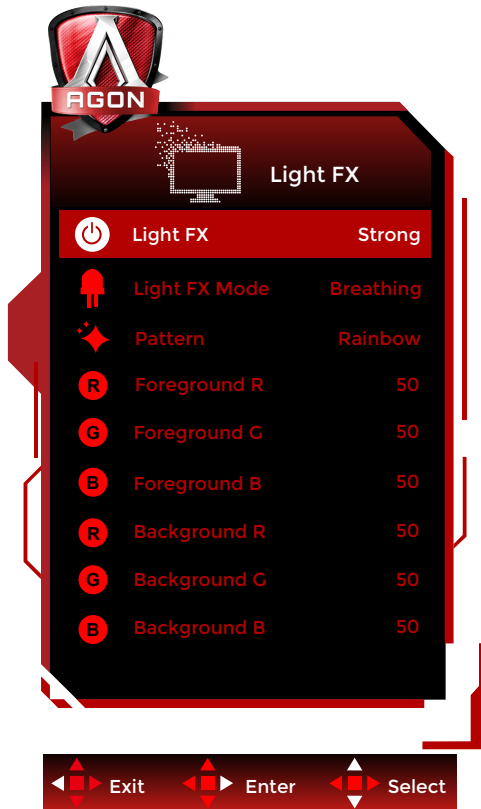 AGON
Light FX
Light FX Strong
Light FX Mode Breathing
Pattern Rainbow
R Foreground R 50
G Foreground G 50
B Foreground B 50
R Background R 50
G Background G 50
B Background B 50
Exit Enter Select